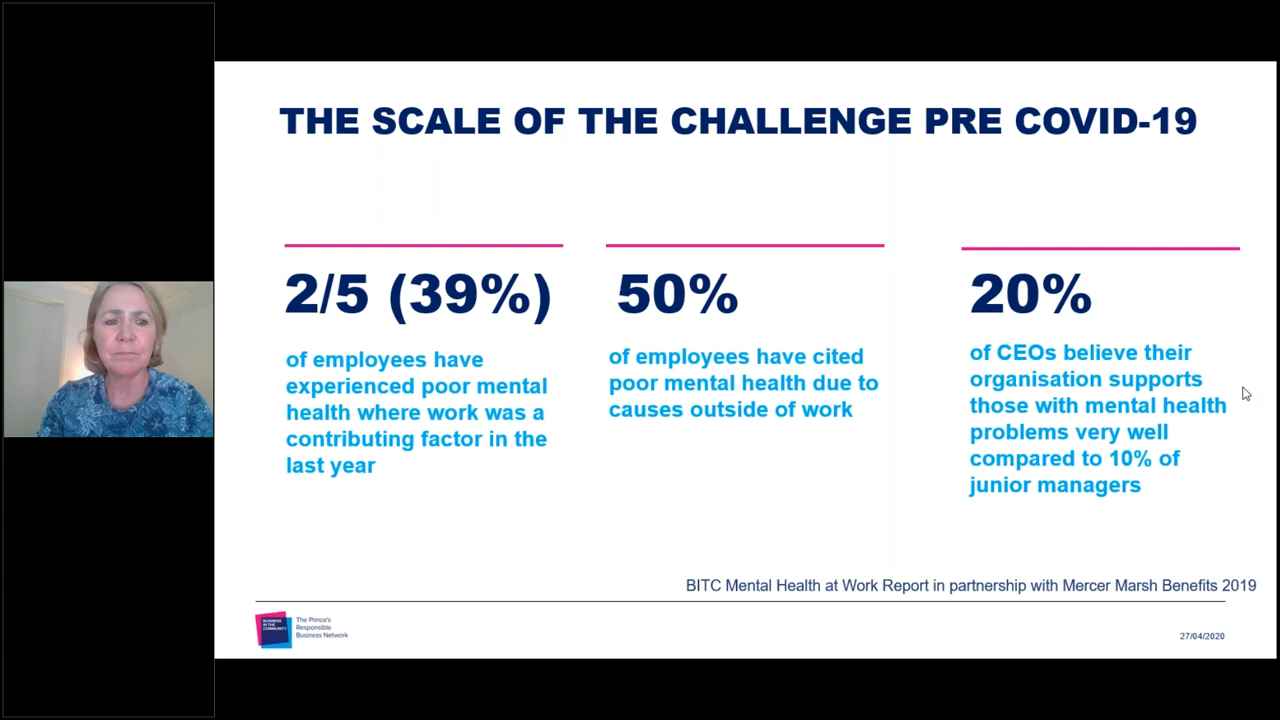 THE SCALE OF THE CHALLENGE PRE COVID-19
2/5 (39%)
of employees have
experienced poor mental
health where work was a
contributing factor in the
last year
50%
of employees have cited
poor mental health due to
causes outside of work
20%
of CEOs believe their
organisation supports
those with mental health
problems very well
compared to 10% of
junior managers
BITC Mental Health at Work Report in partnership with Mercer Marsh Benefits 2019
BUSINESS
IN THE
COMMUNITY
The Prince's
Responsible
Business Network
27/04/2020